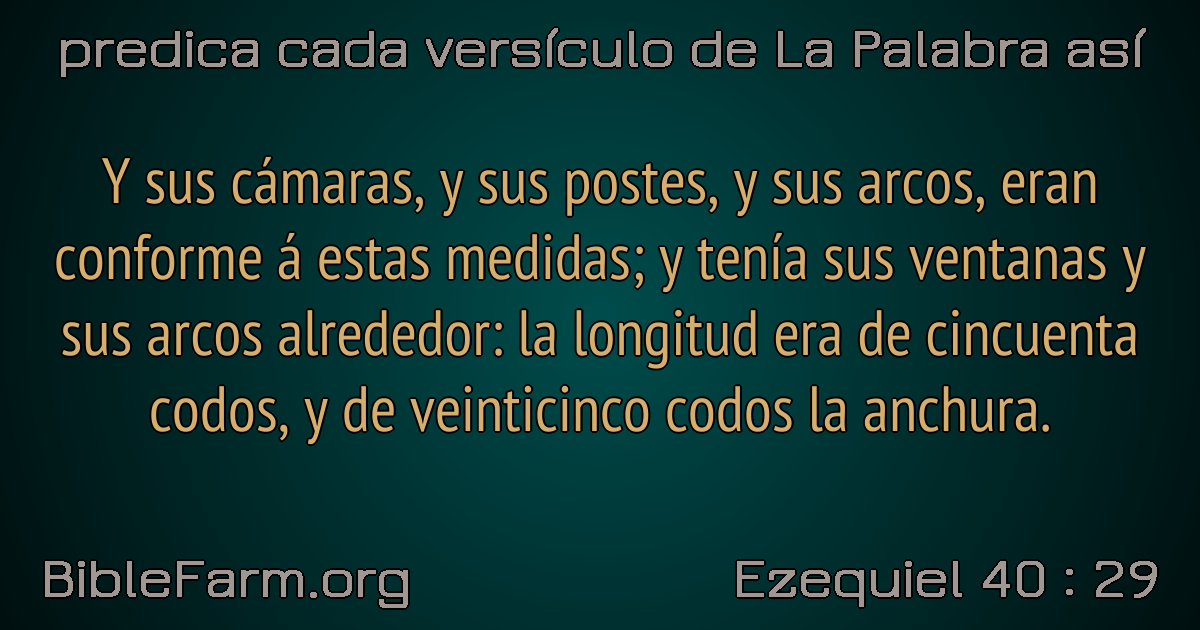 predica cada versículo de La Palabra así
Y sus cámaras, y sus postes, y sus arcos, eran
conforme á estas medidas; y tenía sus ventanas y
sus arcos alrededor: la longitud era de cincuenta
codos, y de veinticinco codos la anchura.
BibleFarm.org
Ezequiel 40 : 29